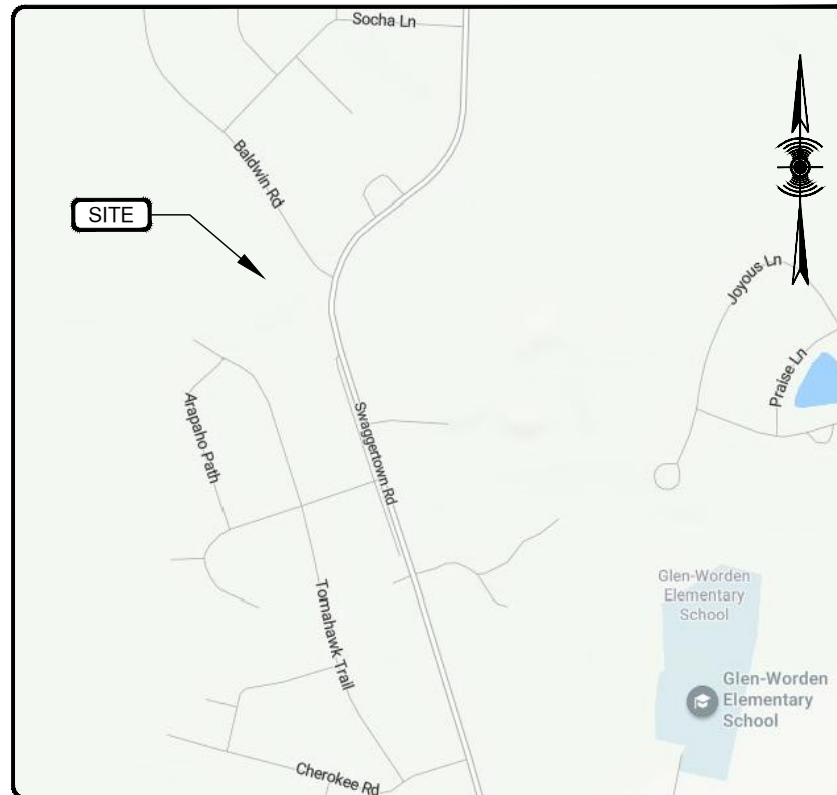 Socha Ln
Baldwin Rd
SITE
Joyous Ln
Praise Ln
Arapaho Path
Swaggertown Rd
Glen-Worden
Elementary
School
Tomahawk Trail
Glen-Worden
Elementary
School
Cherokee Rd